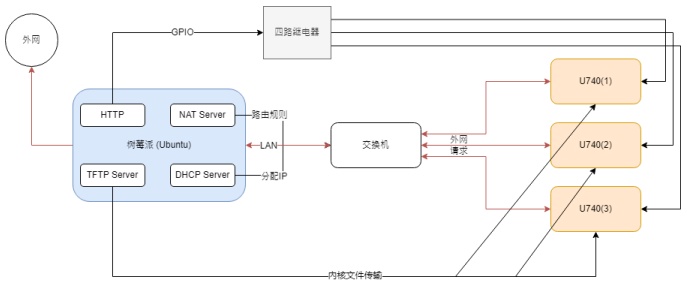 外网
GPIO
四路继电器
HTTP
NAT Server
路由规则
树莓派 (Ubuntu)
LAN
TFTP Server
DHCP Server
分配IP
交换机
外网
请求
U740(1)
U740(2)
U740(3)
内核文件传输